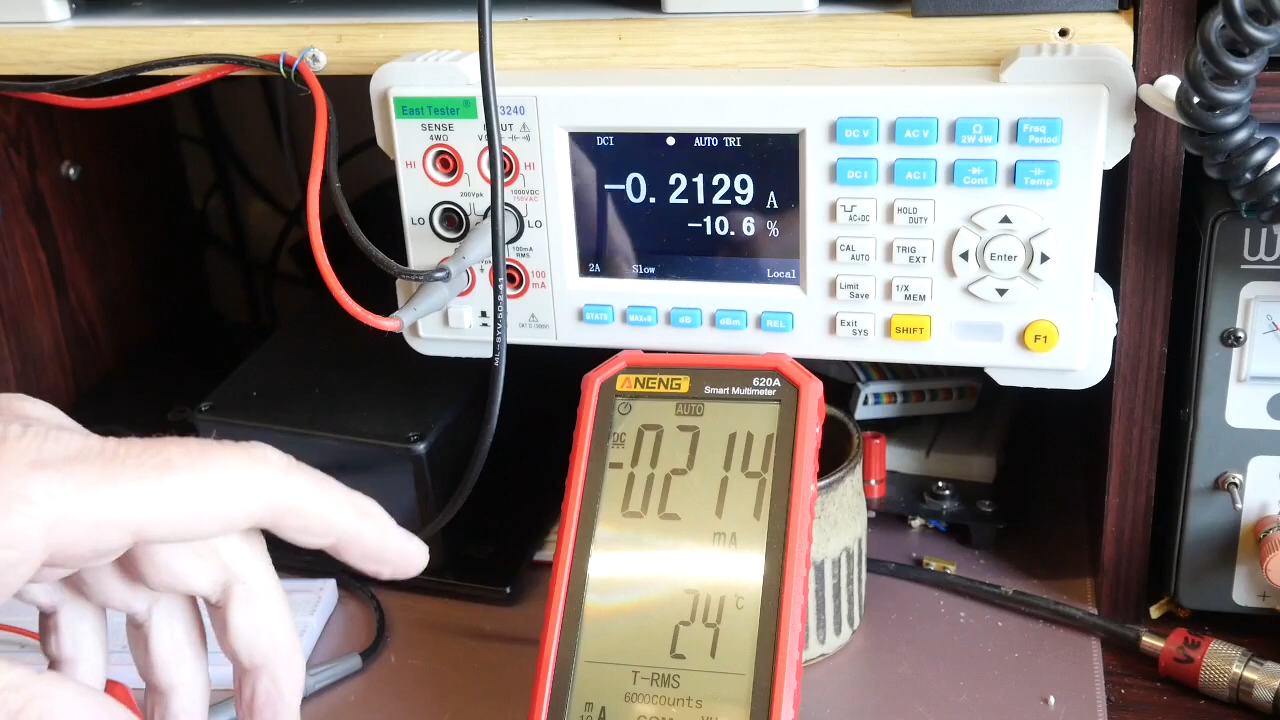 East Tester®
3240
SENSE
4WΩ
HI
HI
200Vpk
1000VDC
750VAC
LO
LO
100mA
RMS
100
mA
CAT II (300V)
DCI
AUTO TRI
-0.2129 A
-10.6 %
2A
Slow
Local
STATS
dB
dBm
REL
DC V
AC V
Ω
2W 4W
Freq
Period
DC I
AC I
Cont
Temp
AC+DC
HOLD
DUTY
CAL
AUTO
TRIG
EXT
Limit
Save
1/X
MEM
Exit
SYS
SHIFT
Enter
F1
ANENG
620A
Smart Multimeter
AUTO
DC
-0214
mA
24 °C
T-RMS
6000counts